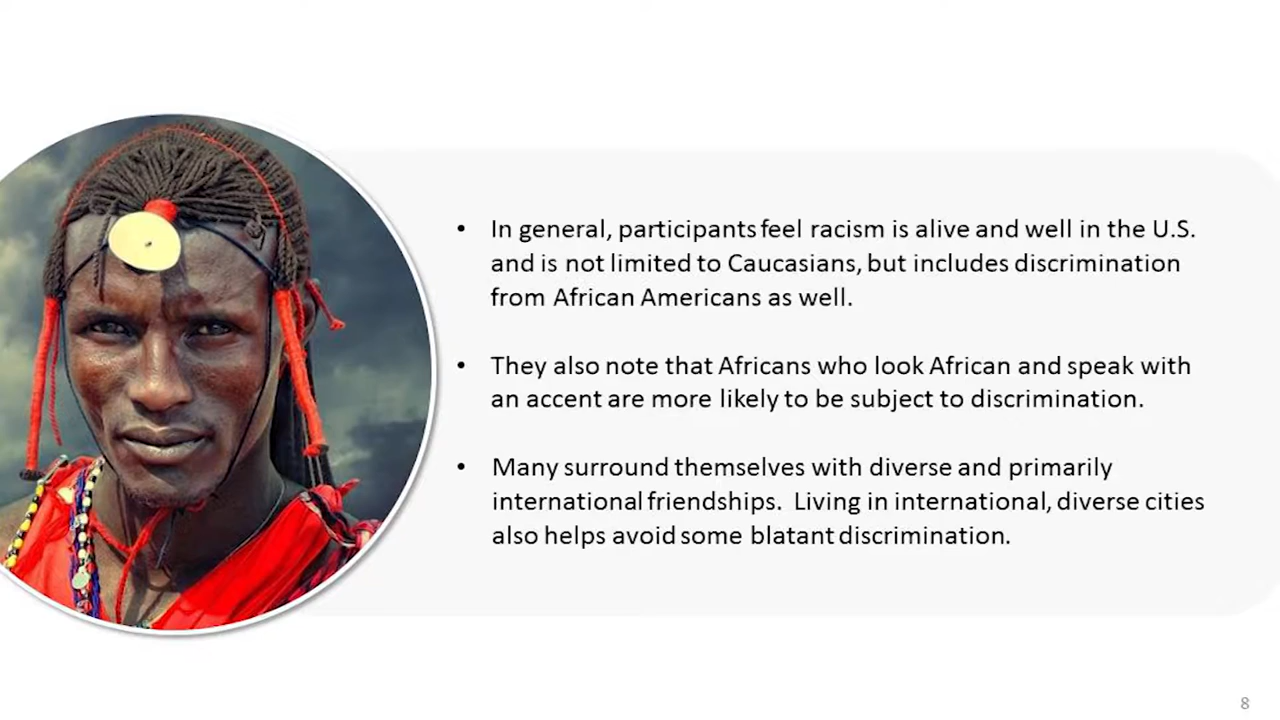 • In general, participants feel racism is alive and well in the U.S.
and is not limited to Caucasians, but includes discrimination
from African Americans as well.
• They also note that Africans who look African and speak with
an accent are more likely to be subject to discrimination.
• Many surround themselves with diverse and primarily
international friendships.  Living in international, diverse cities
also helps avoid some blatant discrimination.
8